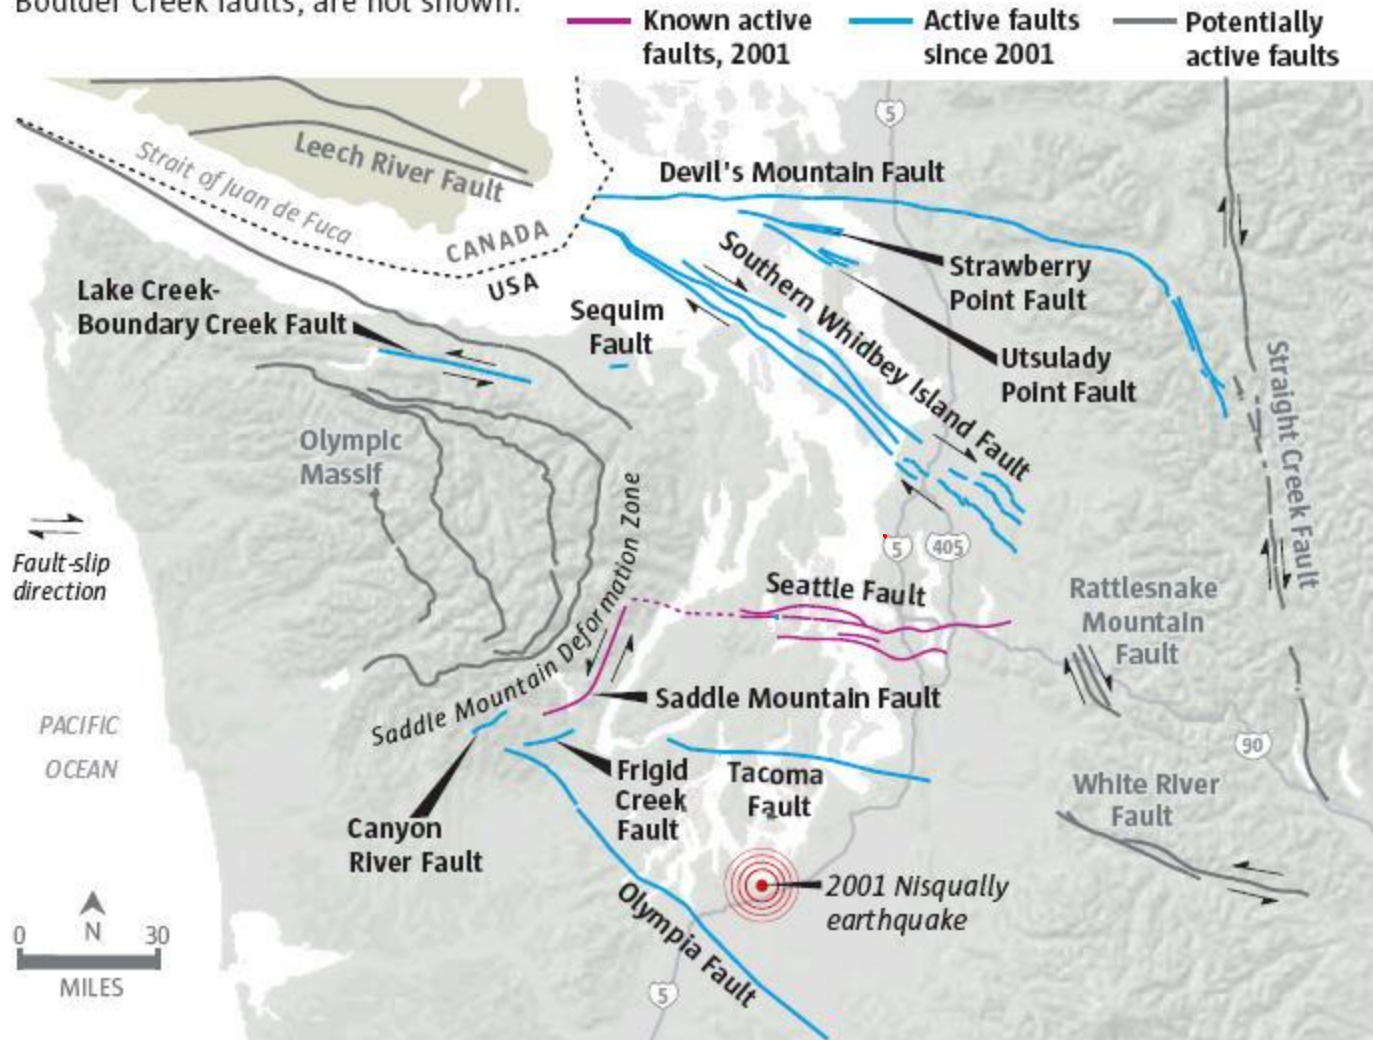 Boulder Creek faults, are not shown.
Known active
faults, 2001
Active faults
since 2001
Potentially
active faults
5
Leech River Fault
Strait of Juan de Fuca
CANADA
USA
Devil's Mountain Fault
Strawberry
Point Fault
Utsulady
Point Fault
Southern Whidbey Island Fault
Lake Creek-
Boundary Creek Fault
Sequim
Fault
Straight Creek Fault
Olympic
Massif
Fault-slip
direction
Saddle Mountain Deformation Zone
5
405
Seattle Fault
Rattlesnake
Mountain
Fault
Saddle Mountain Fault
PACIFIC
OCEAN
90
Frigid
Creek
Fault
Tacoma
Fault
White River
Fault
Canyon
River Fault
2001 Nisqually
earthquake
Olympia Fault
N
0 30
MILES
5